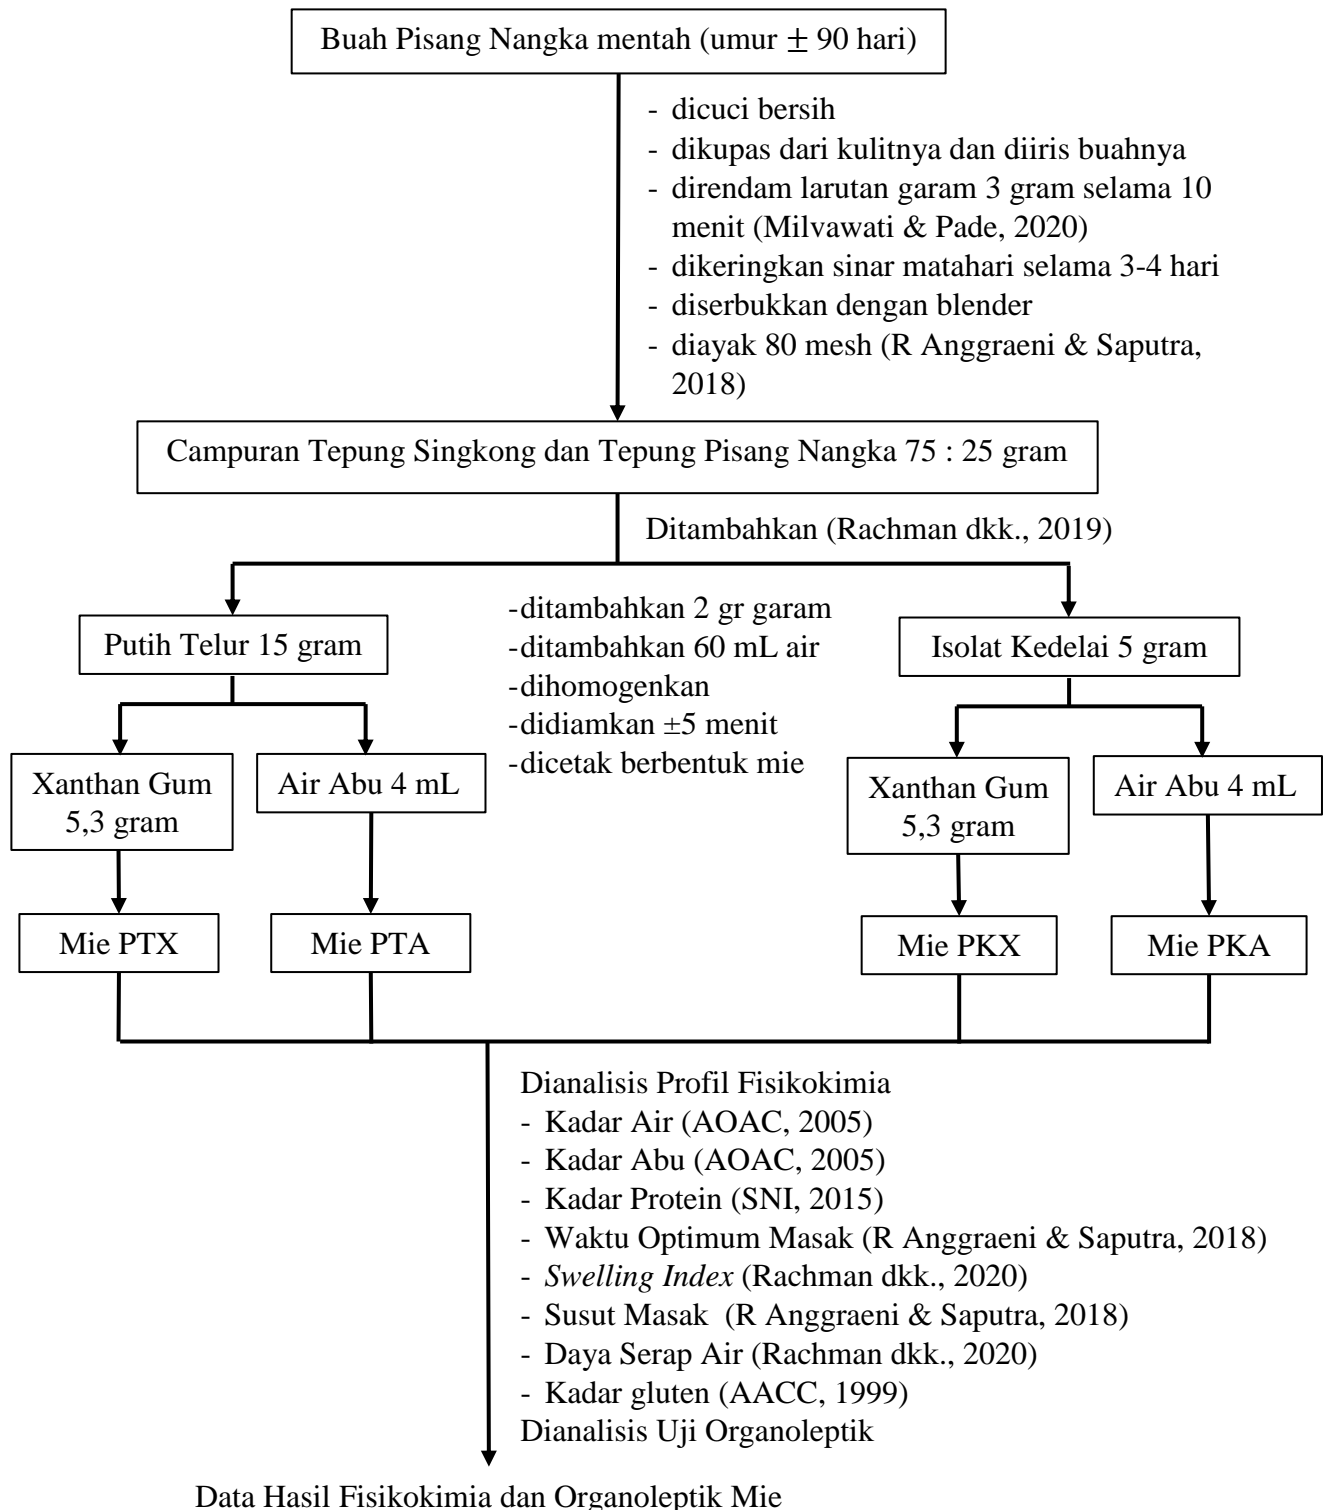 Buah Pisang Nangka mentah (umur ± 90 hari)
- dicuci bersih
- dikupas dari kulitnya dan diiris buahnya
- direndam larutan garam 3 gram selama 10
menit (Milvawati & Pade, 2020)
- dikeringkan sinar matahari selama 3-4 hari
- diserbukkan dengan blender
- diayak 80 mesh (R Anggraeni & Saputra,
2018)
Campuran Tepung Singkong dan Tepung Pisang Nangka 75 : 25 gram
Ditambahkan (Rachman dkk., 2019)
Putih Telur 15 gram
-ditambahkan 2 gr garam
-ditambahkan 60 mL air
-dihomogenkan
-didiamkan ±5 menit
-dicetak berbentuk mie
Isolat Kedelai 5 gram
Xanthan Gum
5,3 gram
Air Abu 4 mL
Xanthan Gum
5,3 gram
Air Abu 4 mL
Mie PTX
Mie PTA
Mie PKX
Mie PKA
Dianalisis Profil Fisikokimia
- Kadar Air (AOAC, 2005)
- Kadar Abu (AOAC, 2005)
- Kadar Protein (SNI, 2015)
- Waktu Optimum Masak (R Anggraeni & Saputra, 2018)
- Swelling Index (Rachman dkk., 2020)
- Susut Masak (R Anggraeni & Saputra, 2018)
- Daya Serap Air (Rachman dkk., 2020)
- Kadar gluten (AACC, 1999)
Dianalisis Uji Organoleptik
Data Hasil Fisikokimia dan Organoleptik Mie